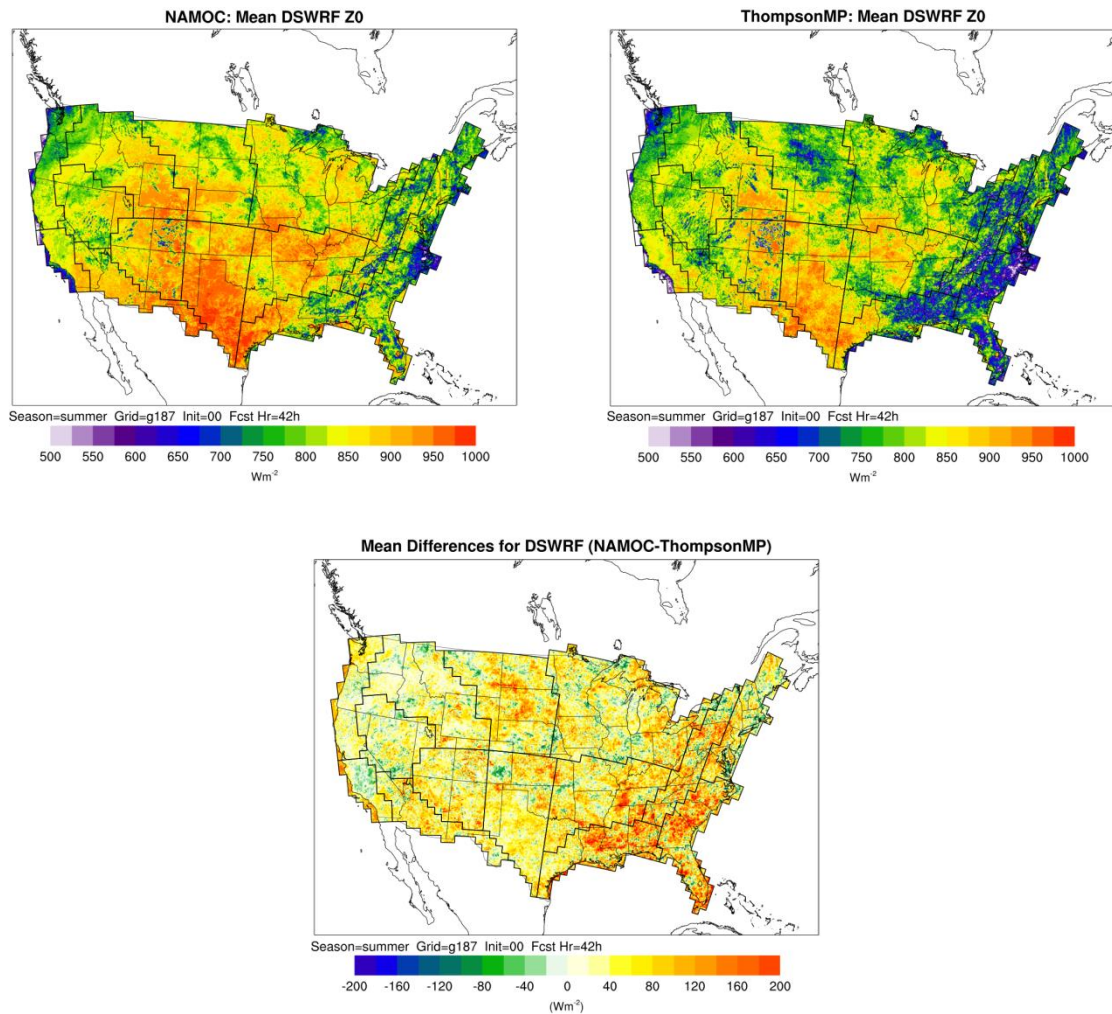 NAMOC: Mean DSWRF Z0
Season=summer Grid=g187 Init=00 Fcst Hr=42h
500 550 600 650 700 750 800 850 900 950 1000
Wm-2
ThompsonMP: Mean DSWRF Z0
Season=summer Grid=g187 Init=00 Fcst Hr=42h
500 550 600 650 700 750 800 850 900 950 1000
Wm-2
Mean Differences for DSWRF (NAMOC-ThompsonMP)
Season=summer Grid=g187 Init=00 Fcst Hr=42h
-200 -160 -120 -80 -40 0 40 80 120 160 200
(Wm-2)